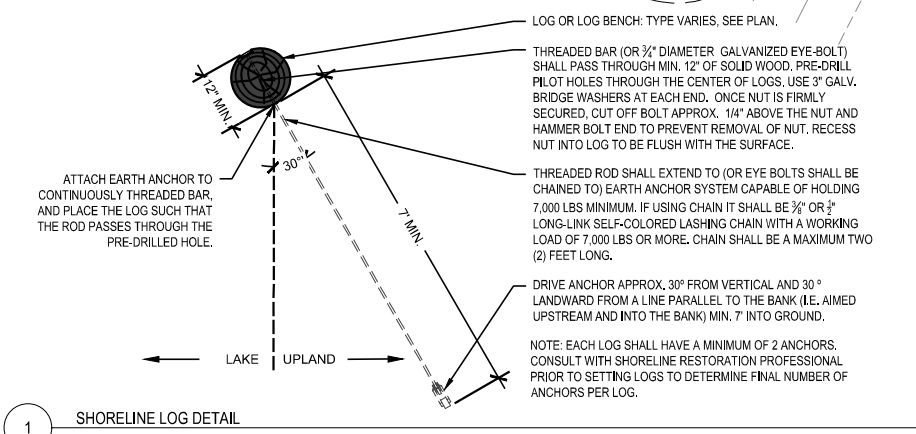 LOG OR LOG BENCH: TYPE VARIES, SEE PLAN.
THREADED BAR (OR ¾" DIAMETER GALVANIZED EYE-BOLT)
SHALL PASS THROUGH MIN. 12" OF SOLID WOOD. PRE-DRILL
PILOT HOLES THROUGH THE CENTER OF LOGS. USE 3" GALV.
BRIDGE WASHERS AT EACH END. ONCE NUT IS FIRMLY
SECURED, CUT OFF BOLT APPROX. 1/4" ABOVE THE NUT AND
HAMMER BOLT END TO PREVENT REMOVAL OF NUT. RECESS
NUT INTO LOG TO BE FLUSH WITH THE SURFACE.
12" MIN.
30°
7' MIN.
ATTACH EARTH ANCHOR TO
CONTINUOUSLY THREADED BAR,
AND PLACE THE LOG SUCH THAT
THE ROD PASSES THROUGH THE
PRE-DRILLED HOLE.
THREADED ROD SHALL EXTEND TO (OR EYE BOLTS SHALL BE
CHAINED TO) EARTH ANCHOR SYSTEM CAPABLE OF HOLDING
7,000 LBS MINIMUM. IF USING CHAIN IT SHALL BE ⅜" OR ½"
LONG-LINK SELF-COLORED LASHING CHAIN WITH A WORKING
LOAD OF 7,000 LBS OR MORE. CHAIN SHALL BE A MAXIMUM TWO
(2) FEET LONG.
DRIVE ANCHOR APPROX. 30° FROM VERTICAL AND 30 °
LANDWARD FROM A LINE PARALLEL TO THE BANK (I.E. AIMED
UPSTREAM AND INTO THE BANK) MIN. 7' INTO GROUND.
NOTE: EACH LOG SHALL HAVE A MINIMUM OF 2 ANCHORS.
CONSULT WITH SHORELINE RESTORATION PROFESSIONAL
PRIOR TO SETTING LOGS TO DETERMINE FINAL NUMBER OF
ANCHORS PER LOG.
LAKE UPLAND
1 SHORELINE LOG DETAIL